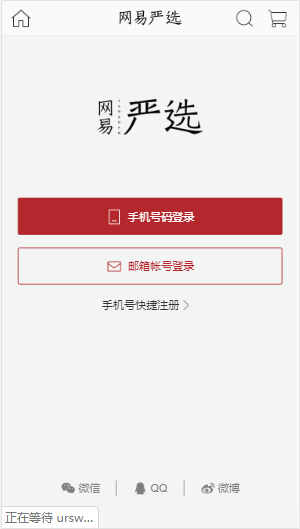 网易严选
网易严选
手机号码登录
邮箱帐号登录
手机号快捷注册
微信 QQ 微博
正在等待 ursw...